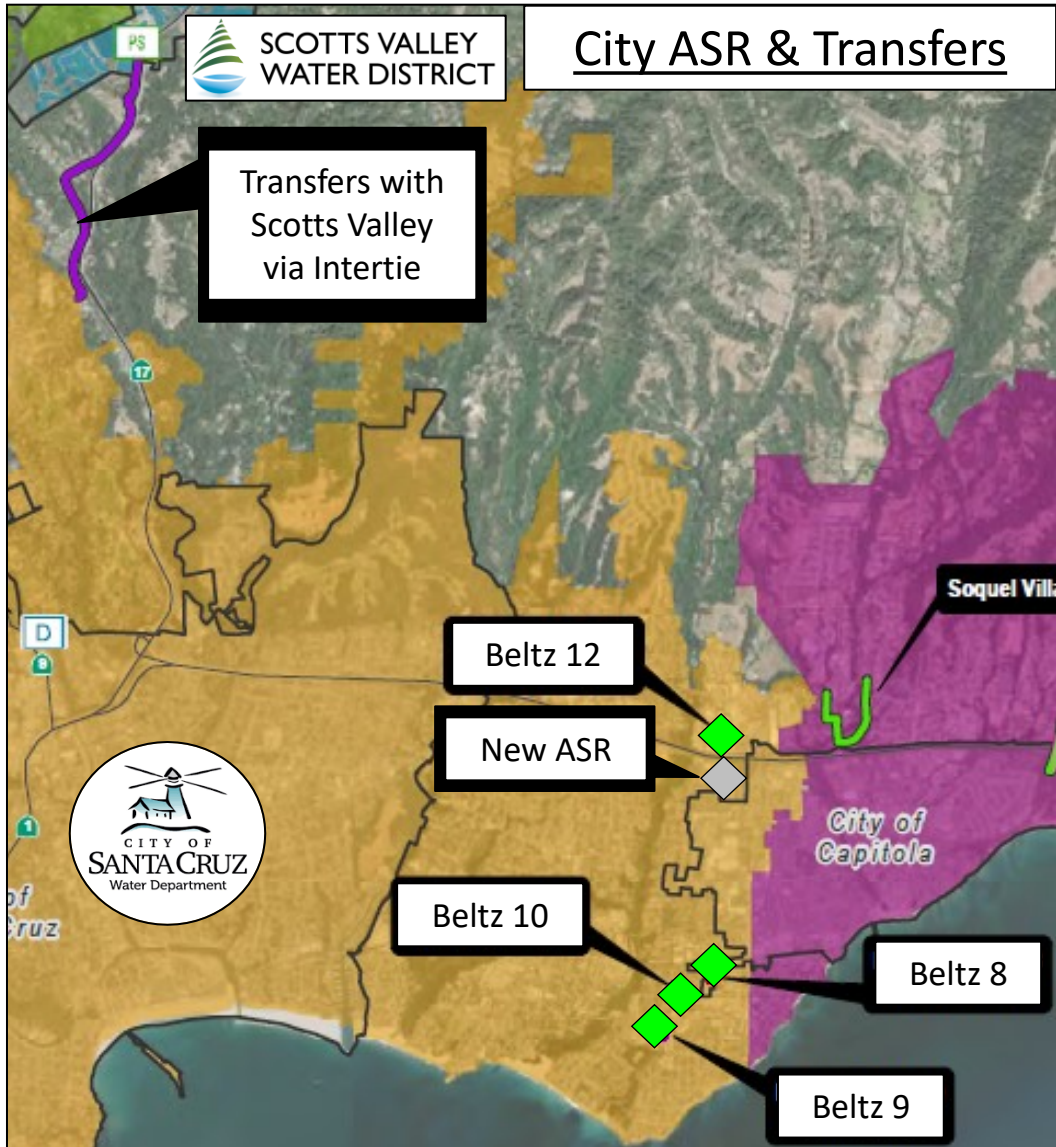 PS
SCOTTS VALLEY
WATER DISTRICT
City ASR & Transfers
Transfers with
Scotts Valley
via Intertie
17
Soquel Villa
Beltz 12
D
9
New ASR
1
CITY OF
SANTA CRUZ
Water Department
City of
Capitola
of
Cruz
Beltz 10
Beltz 8
Beltz 9